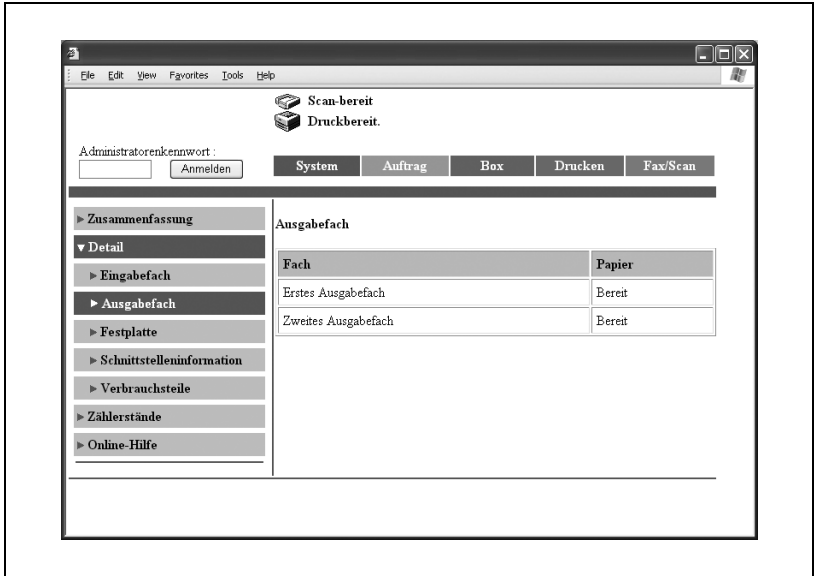 File Edit View Favorites Tools Help
Scan-bereit
Druckbereit.
Administratorenkennwort :
Anmelden
System Auftrag Box Drucken Fax/Scan
Zusammenfassung
Detail
Eingabefach
Ausgabefach
Festplatte
Schnittstelleninformation
Verbrauchsteile
Zählerstände
Online-Hilfe
Ausgabefach
Fach Papier
Erstes Ausgabefach Bereit
Zweites Ausgabefach Bereit